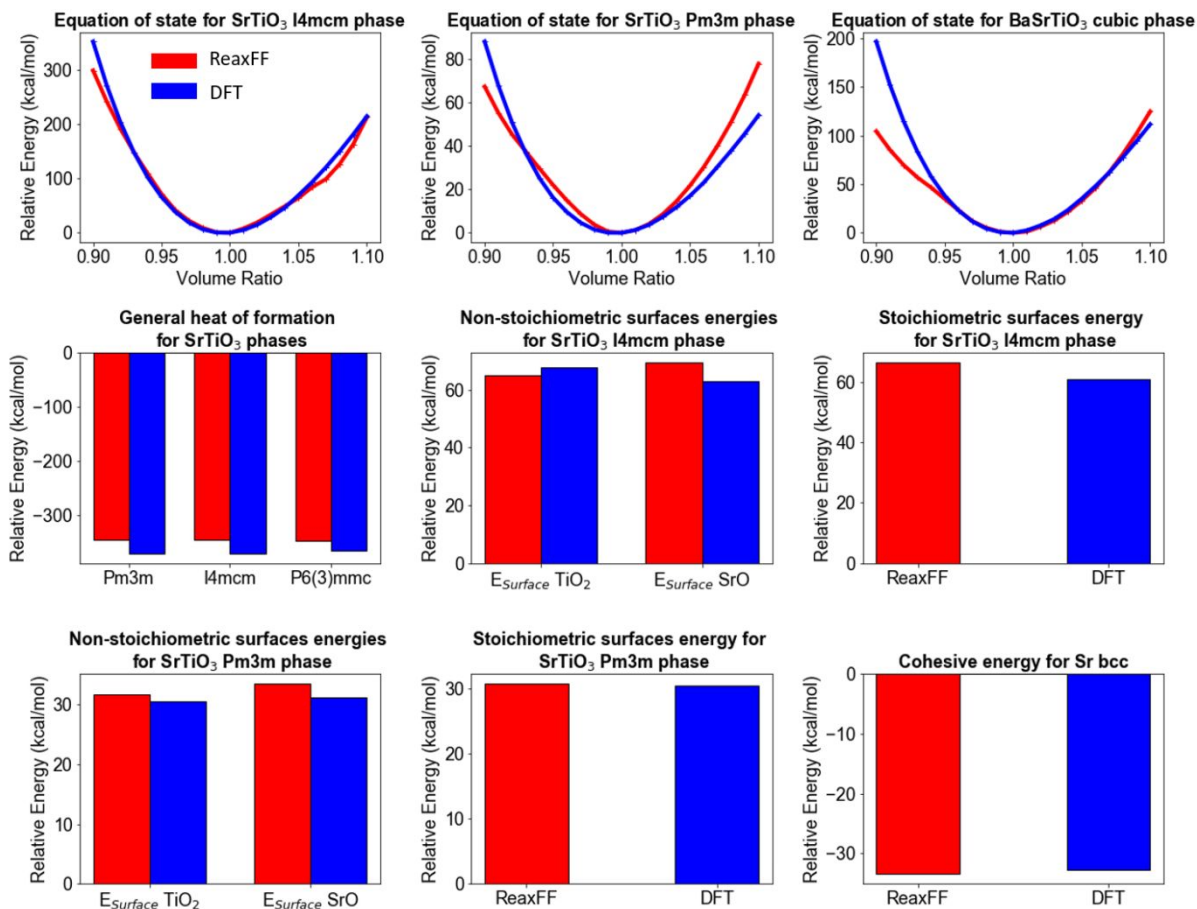 Equation of state for SrTiO₃ I4mcm phase
Relative Energy (kcal/mol)
300
200
100
0
0.90 0.95 1.00 1.05 1.10
Volume Ratio
ReaxFF
DFT
Equation of state for SrTiO₃ Pm3m phase
Relative Energy (kcal/mol)
80
60
40
20
0
0.90 0.95 1.00 1.05 1.10
Volume Ratio
Equation of state for BaSrTiO₃ cubic phase
Relative Energy (kcal/mol)
200
150
100
50
0
0.90 0.95 1.00 1.05 1.10
Volume Ratio
General heat of formation
for SrTiO₃ phases
Relative Energy (kcal/mol)
0
−100
−200
−300
Pm3m I4mcm P6(3)mmc
Non-stoichiometric surfaces energies
for SrTiO₃ I4mcm phase
Relative Energy (kcal/mol)
60
40
20
0
E_Surface TiO₂ E_Surface SrO
Stoichiometric surfaces energy
for SrTiO₃ I4mcm phase
Relative Energy (kcal/mol)
60
40
20
0
ReaxFF DFT
Non-stoichiometric surfaces energies
for SrTiO₃ Pm3m phase
Relative Energy (kcal/mol)
30
20
10
0
E_Surface TiO₂ E_Surface SrO
Stoichiometric surfaces energy for
SrTiO₃ Pm3m phase
Relative Energy (kcal/mol)
30
20
10
0
ReaxFF DFT
Cohesive energy for Sr bcc
Relative Energy (kcal/mol)
0
−10
−20
−30
ReaxFF DFT